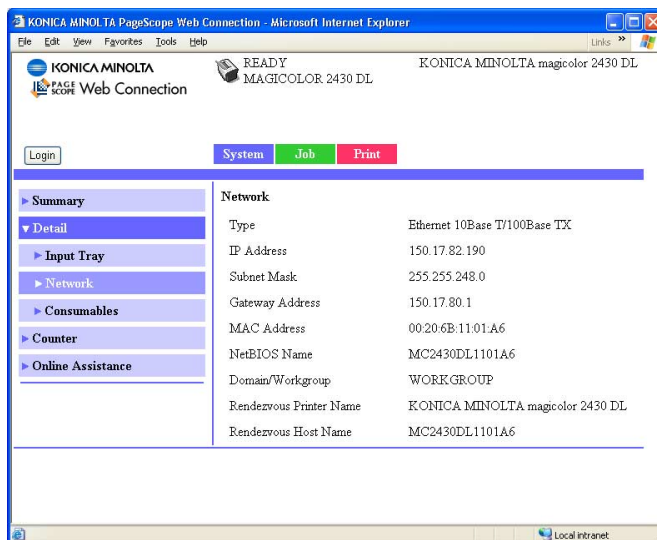 KONICA MINOLTA PageScope Web Connection - Microsoft Internet Explorer
File Edit View Favorites Tools Help Links »
KONICA MINOLTA
PAGE SCOPE Web Connection
READY
MAGICOLOR 2430 DL
KONICA MINOLTA magicolor 2430 DL
Login
System Job Print
Summary
Detail
Input Tray
Network
Consumables
Counter
Online Assistance
Network
Type Ethernet 10Base T/100Base TX
IP Address 150.17.82.190
Subnet Mask 255.255.248.0
Gateway Address 150.17.80.1
MAC Address 00:20:6B:11:01:A6
NetBIOS Name MC2430DL1101A6
Domain/Workgroup WORKGROUP
Rendezvous Printer Name KONICA MINOLTA magicolor 2430 DL
Rendezvous Host Name MC2430DL1101A6
Local intranet